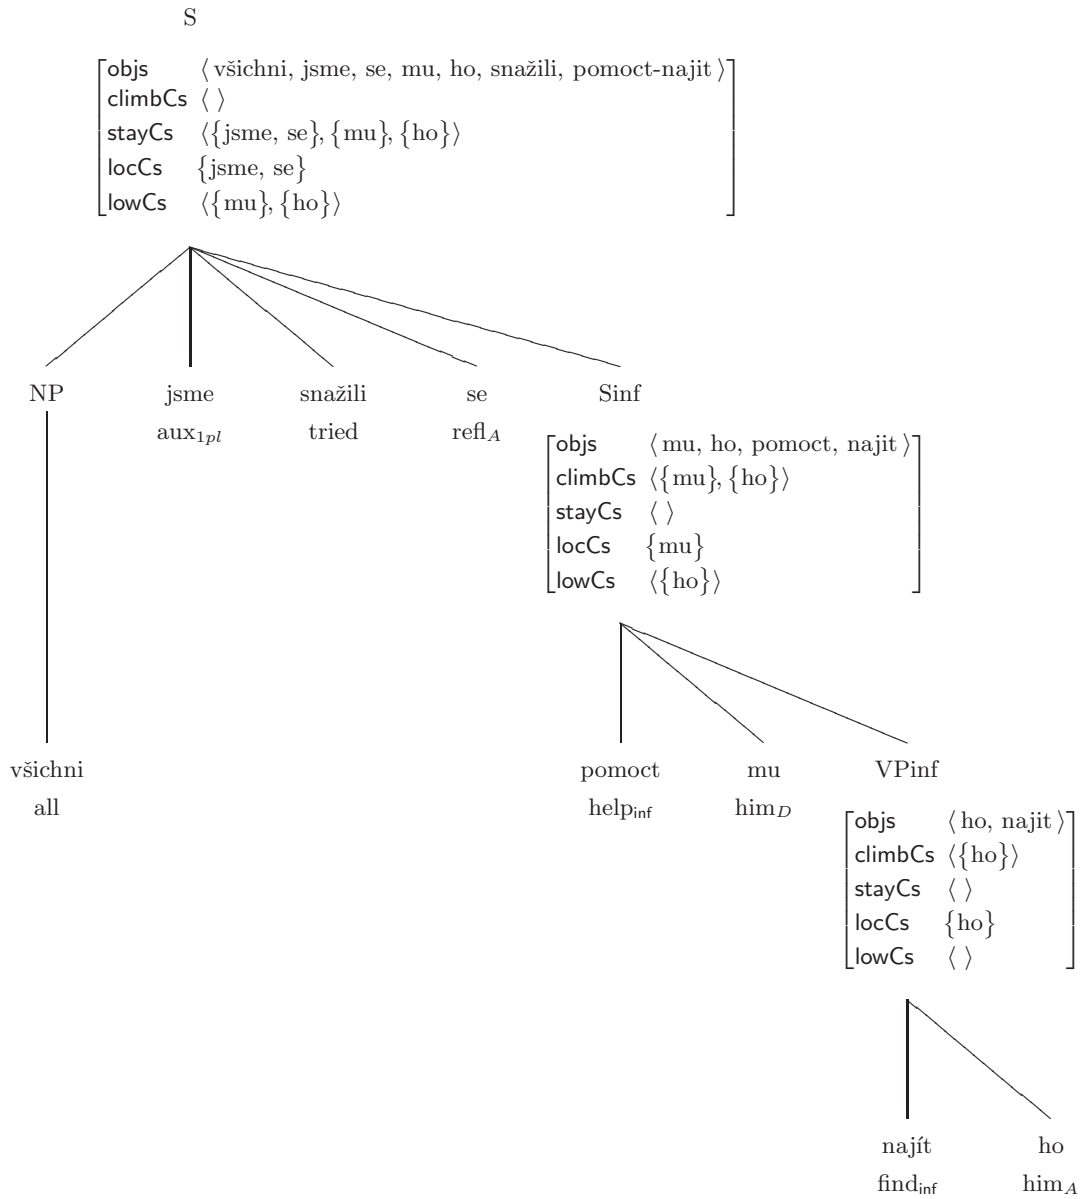 S
objs ⟨ všichni, jsme, se, mu, ho, snažili, pomoct-najit ⟩
climbCs ⟨ ⟩
stayCs ⟨{jsme, se}, {mu}, {ho}⟩
locCs {jsme, se}
lowCs ⟨{mu}, {ho}⟩
NP jsme snažili se Sinf
aux1pl tried reflA
objs ⟨ mu, ho, pomoct, najit ⟩
climbCs ⟨{mu}, {ho}⟩
stayCs ⟨ ⟩
locCs {mu}
lowCs ⟨{ho}⟩
všichni pomoct mu VPinf
all helpinf himD
objs ⟨ ho, najit ⟩
climbCs ⟨{ho}⟩
stayCs ⟨ ⟩
locCs {ho}
lowCs ⟨ ⟩
najít ho
findinf himA